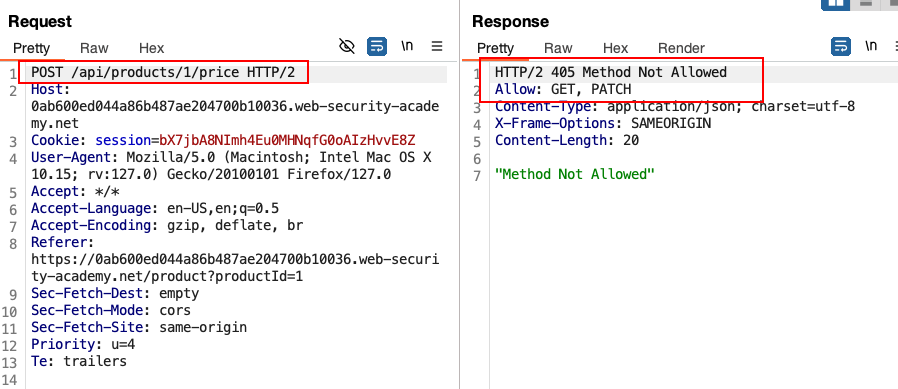 Request
Pretty Raw Hex \n
1 POST /api/products/1/price HTTP/2
2 Host:
0ab600ed044a86b487ae204700b10036.web-security-acade
my.net
3 Cookie: session=bX7jbA8NImh4Eu0MHNqfG0oAIzHvvE8Z
4 User-Agent: Mozilla/5.0 (Macintosh; Intel Mac OS X
10.15; rv:127.0) Gecko/20100101 Firefox/127.0
5 Accept: */*
6 Accept-Language: en-US,en;q=0.5
7 Accept-Encoding: gzip, deflate, br
8 Referer:
https://0ab600ed044a86b487ae204700b10036.web-securi
ty-academy.net/product?productId=1
9 Sec-Fetch-Dest: empty
10 Sec-Fetch-Mode: cors
11 Sec-Fetch-Site: same-origin
12 Priority: u=4
13 Te: trailers
14
Response
Pretty Raw Hex Render \n
1 HTTP/2 405 Method Not Allowed
2 Allow: GET, PATCH
3 Content-Type: application/json; charset=utf-8
4 X-Frame-Options: SAMEORIGIN
5 Content-Length: 20
6
7 "Method Not Allowed"